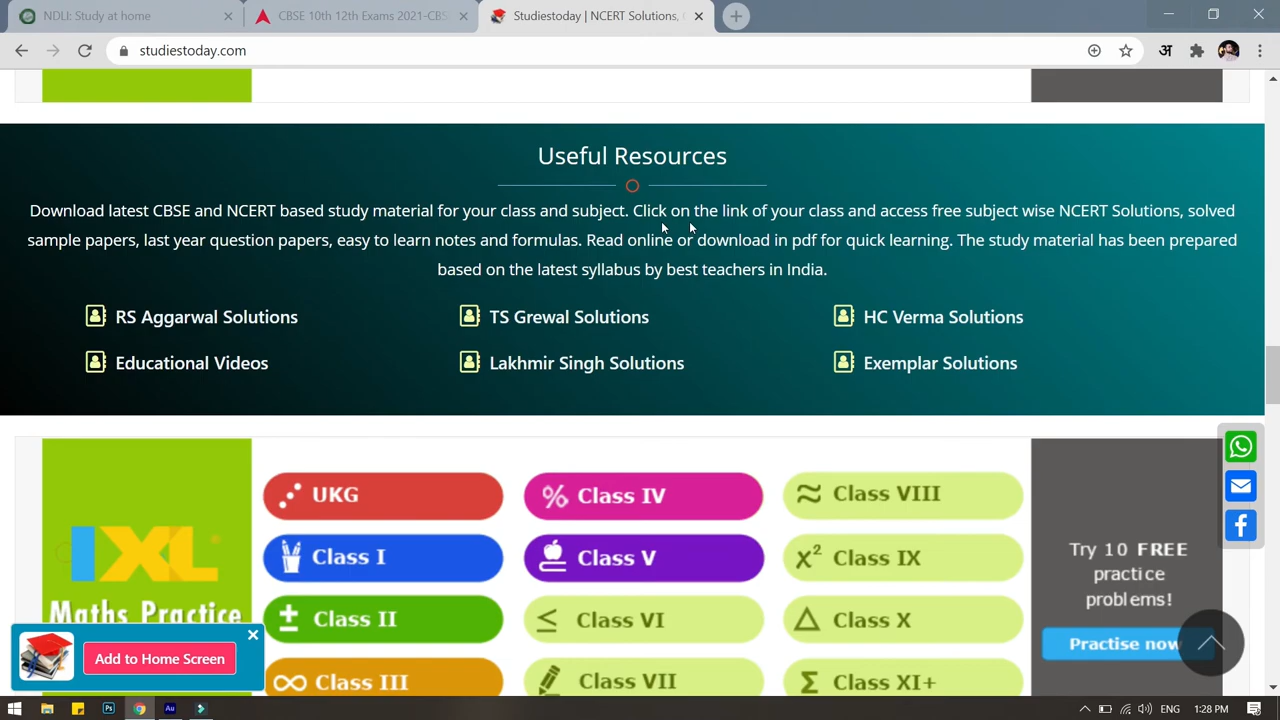 NDLI: Study at home
CBSE 10th 12th Exams 2021-CBS
Studiestoday | NCERT Solutions,
studiestoday.com
अ
Useful Resources
Download latest CBSE and NCERT based study material for your class and subject. Click on the link of your class and access free subject wise NCERT Solutions, solved
sample papers, last year question papers, easy to learn notes and formulas. Read online or download in pdf for quick learning. The study material has been prepared
based on the latest syllabus by best teachers in India.
RS Aggarwal Solutions
TS Grewal Solutions
HC Verma Solutions
Educational Videos
Lakhmir Singh Solutions
Exemplar Solutions
IXL
Maths Practice
UKG
% Class IV
≈ Class VIII
Class I
Class V
x² Class IX
± Class II
≤ Class VI
△ Class X
∞ Class III
Class VII
Σ Class XI+
Try 10 FREE
practice
problems!
Practise now
Add to Home Screen
Ps
Au
ENG
1:28 PM